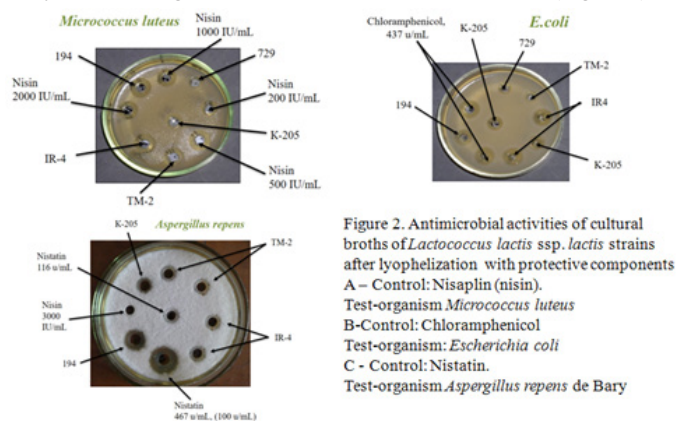 Micrococcus luteus
Nisin
1000 IU/mL
194
729
Nisin
2000 IU/mL
Nisin
200 IU/mL
K-205
IR-4
Nisin
500 IU/mL
TM-2
E.coli
Chloramphenicol,
437 u/mL
K-205
729
TM-2
194
IR4
K-205
Aspergillus repens
K-205
TM-2
Nistatin
116 u/mL
Nisin
3000
IU/mL
IR-4
194
Nistatin
467 u/mL, (100 u/mL)
Figure 2. Antimicrobial activities of cultural
broths of Lactococcus lactis ssp. lactis strains
after lyophelization with protective components
A – Control: Nisaplin (nisin).
Test-organism Micrococcus luteus
B-Control: Chloramphenicol
Test-organism: Escherichia coli
C - Control: Nistatin.
Test-organism Aspergillus repens de Bary